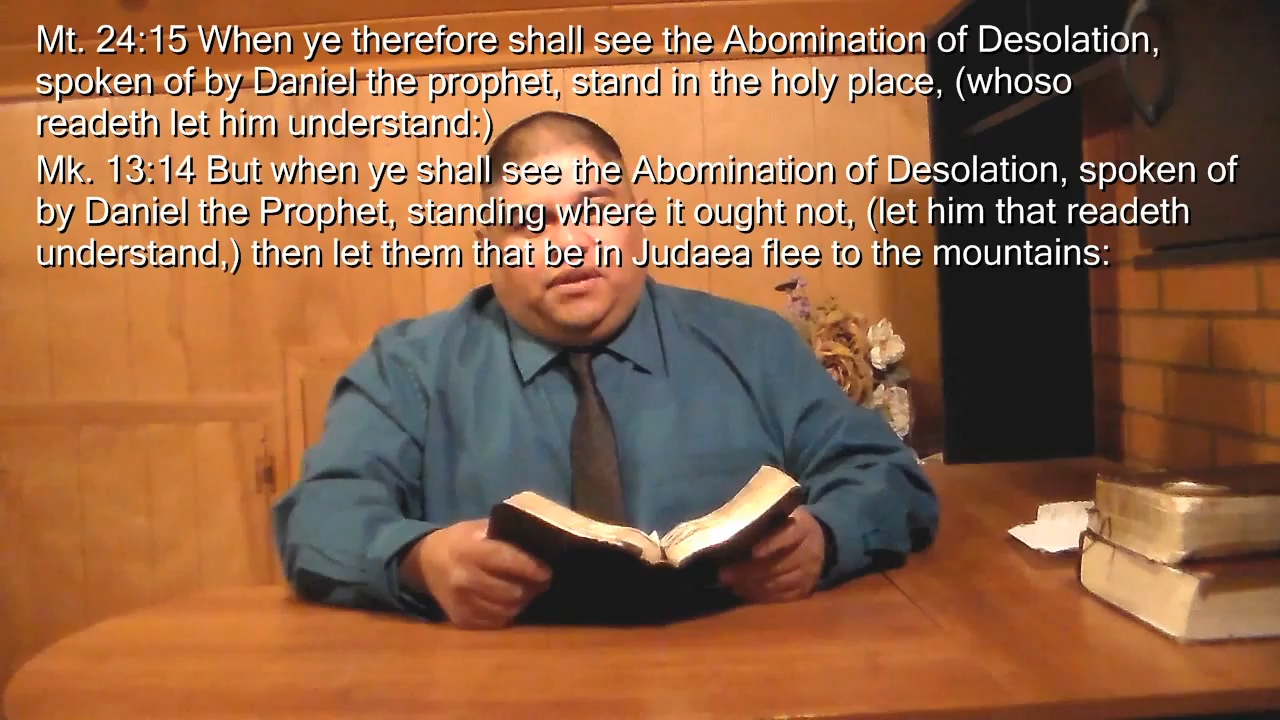 Mt. 24:15 When ye therefore shall see the Abomination of Desolation,
spoken of by Daniel the prophet, stand in the holy place, (whoso
readeth let him understand:)
Mk. 13:14 But when ye shall see the Abomination of Desolation, spoken of
by Daniel the Prophet, standing where it ought not, (let him that readeth
understand,) then let them that be in Judaea flee to the mountains: